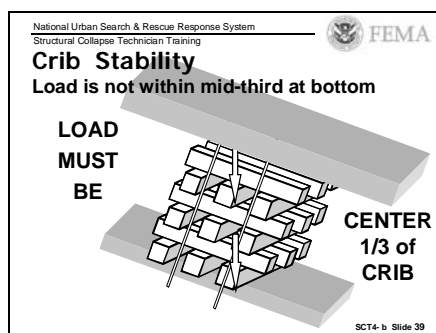 National Urban Search & Rescue Response System
Structural Collapse Technician Training
FEMA
Crib Stability
Load is not within mid-third at bottom
LOAD
MUST
BE
CENTER
1/3 of
CRIB
SCT4- b Slide 39